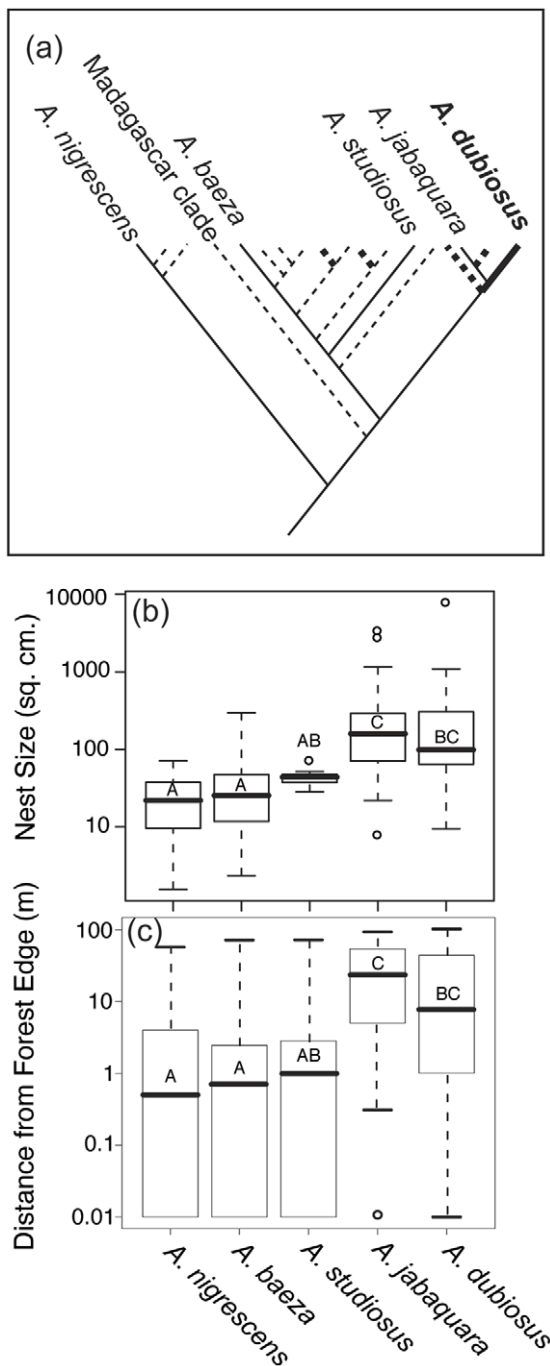 (a)
A. nigrescens
Madagascar clade
A. baeza
A. studiosus
A. jabaquara
A. dubiosus
(b)
Nest Size (sq. cm.)
10000
1000
100
10
A
A
AB
C
BC
(c)
Distance from Forest Edge (m)
100
10
1
0.1
0.01
A
A
AB
C
BC
A. nigrescens
A. baeza
A. studiosus
A. jabaquara
A. dubiosus